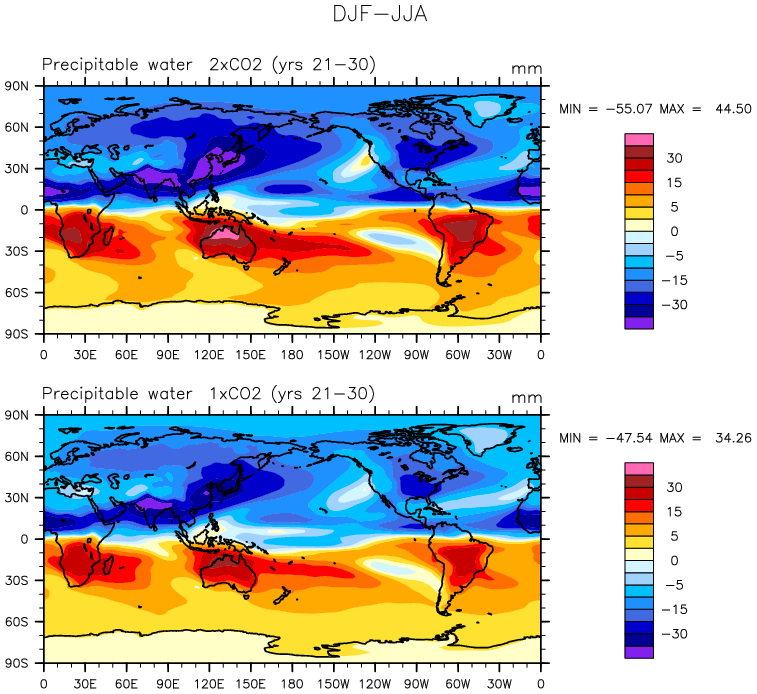 DJF−JJA
Precipitable water 2xCO2 (yrs 21−30) mm
MIN = −55.07 MAX = 44.50
90N
60N
30N
0
30S
60S
90S
0 30E 60E 90E 120E 150E 180 150W 120W 90W 60W 30W 0
30
15
5
0
−5
−15
−30
Precipitable water 1xCO2 (yrs 21−30) mm
MIN = −47.54 MAX = 34.26
90N
60N
30N
0
30S
60S
90S
0 30E 60E 90E 120E 150E 180 150W 120W 90W 60W 30W 0
30
15
5
0
−5
−15
−30